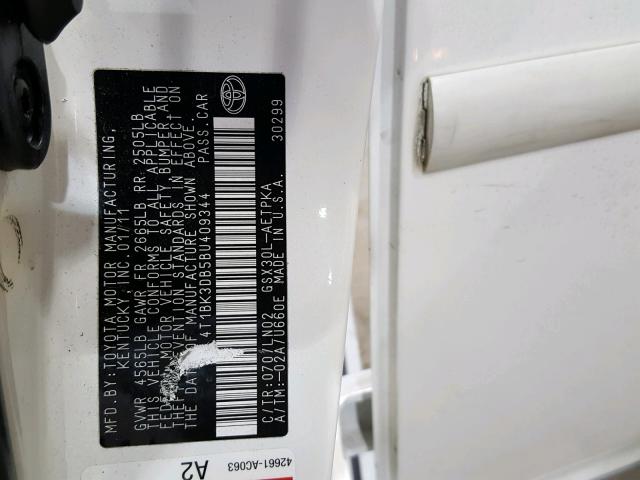 MFD.BY:TOYOTA MOTOR MANUFACTURING,
KENTUCKY, INC. 01/11
GVWR 4565LB GAWR FR 2665LB RR 2505LB
THIS VEHICLE CONFORMS TO ALL APPLICABLE
FEDERAL MOTOR VEHICLE SAFETY, BUMPER AND
THEFT PREVENTION STANDARDS IN EFFECT ON
THE DATE OF MANUFACTURE SHOWN ABOVE.
4T1BK3DB5BU409344 PASS.CAR
C/TR:070 /LN02 GSX30L-AETPKA
A/TM:-02A/U660E MADE IN U.S.A. 30299
42661-AC063
A2